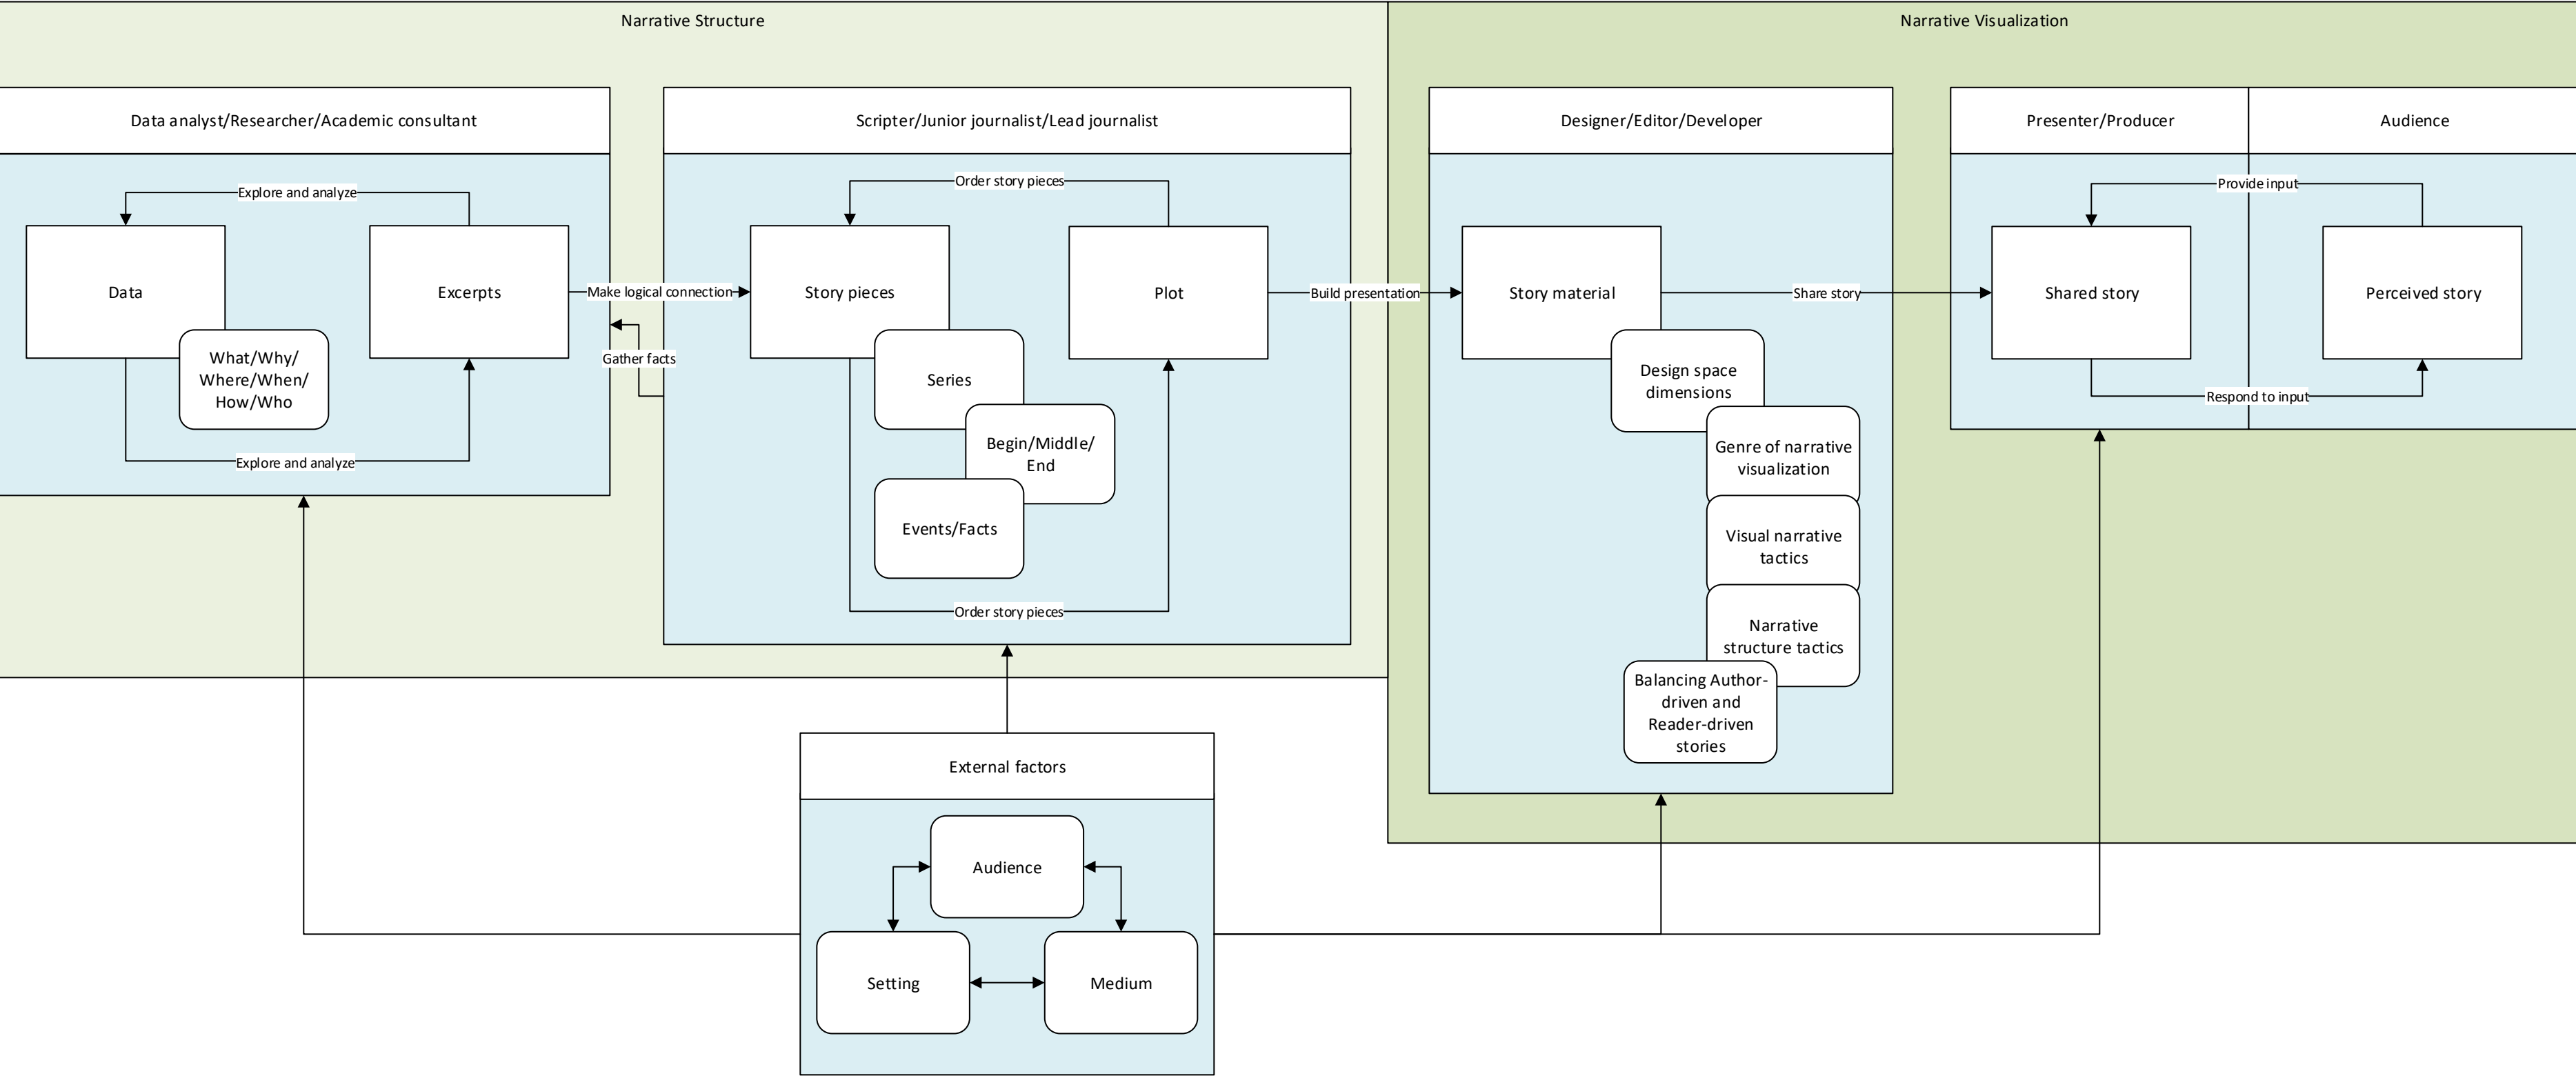 Narrative Structure
Narrative Visualization
Data analyst/Researcher/Academic consultant
Scripter/Junior journalist/Lead journalist
Designer/Editor/Developer
Presenter/Producer
Audience
Explore and analyze
Data
Excerpts
What/Why/
Where/When/
How/Who
Explore and analyze
Make logical connection
Gather facts
Order story pieces
Story pieces
Plot
Series
Begin/Middle/
End
Events/Facts
Order story pieces
Build presentation
Story material
Design space
dimensions
Genre of narrative
visualization
Visual narrative
tactics
Narrative
structure tactics
Balancing Author-
driven and
Reader-driven
stories
Share story
Provide input
Shared story
Perceived story
Respond to input
External factors
Audience
Setting
Medium